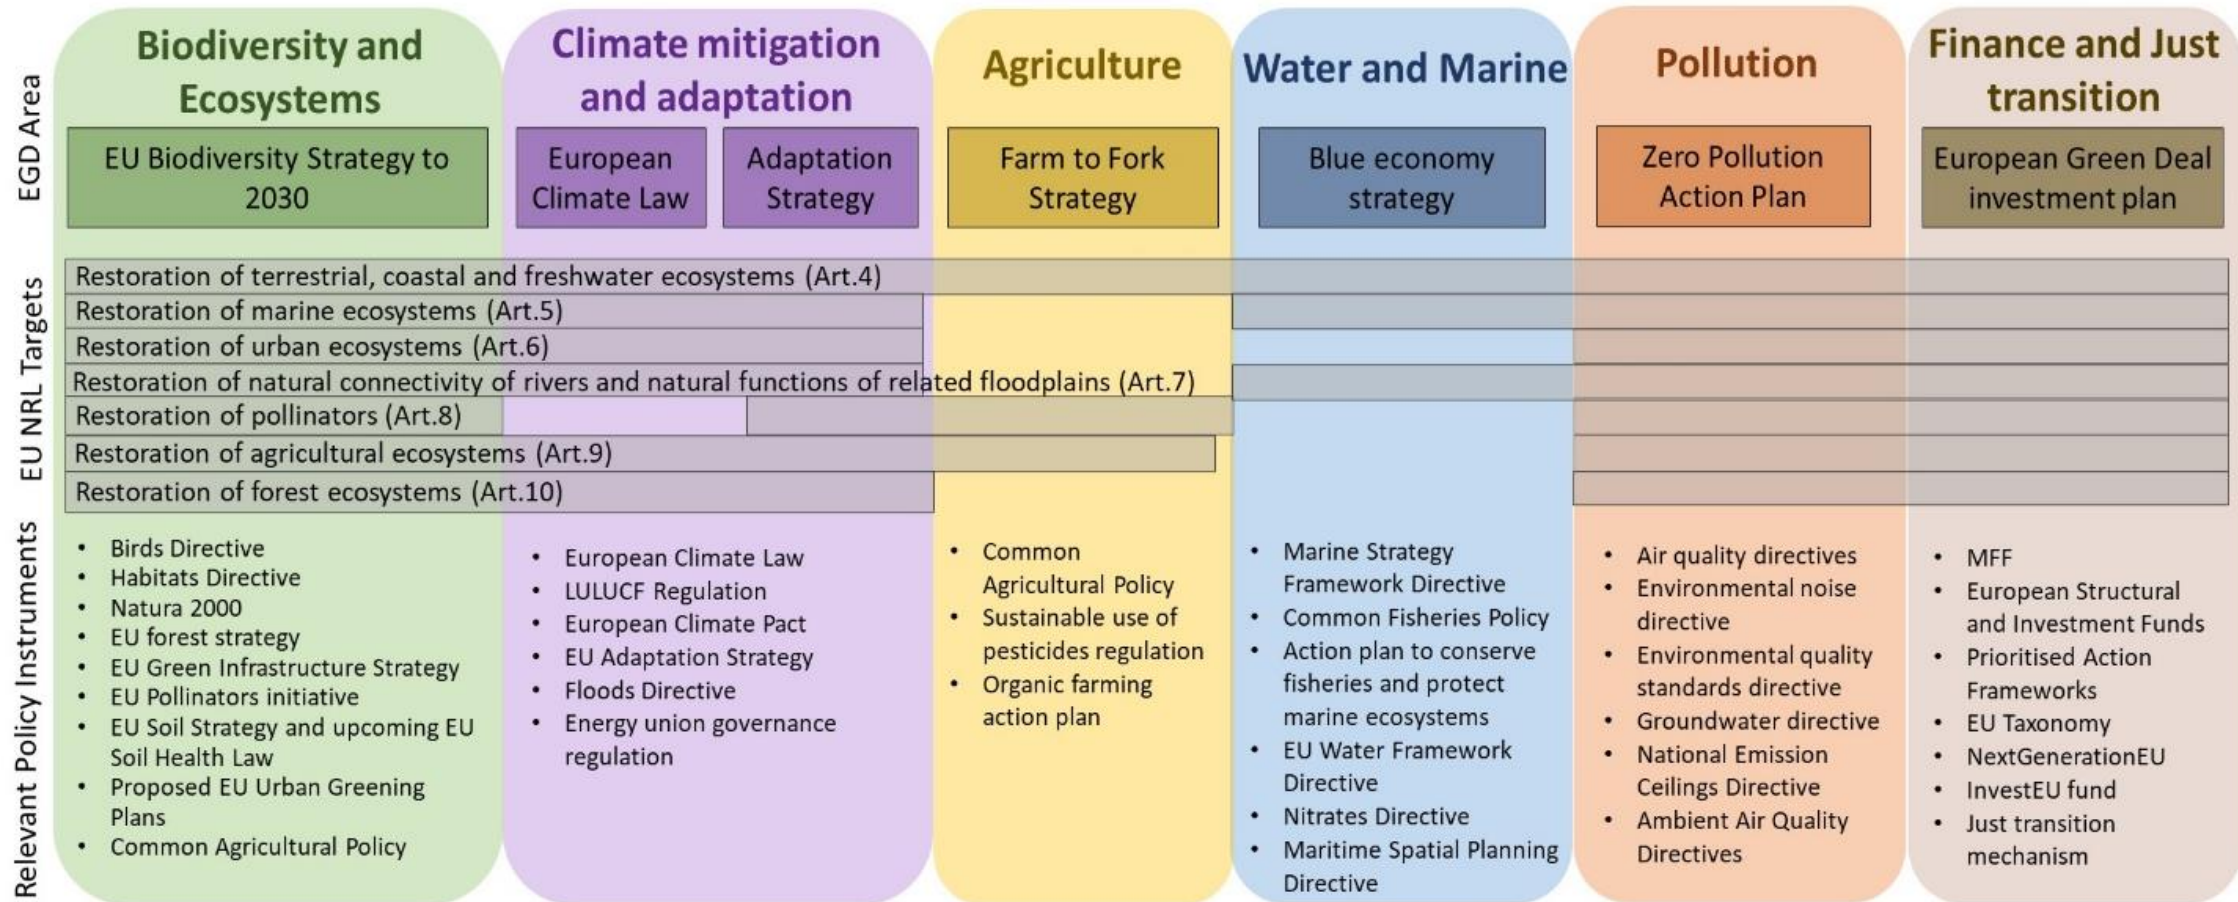 EGD Area
Biodiversity and
Ecosystems
EU Biodiversity Strategy to
2030
Climate mitigation
and adaptation
European
Climate Law
Adaptation
Strategy
Agriculture
Farm to Fork
Strategy
Water and Marine
Blue economy
strategy
Pollution
Zero Pollution
Action Plan
Finance and Just
transition
European Green Deal
investment plan
EU NRL Targets
Restoration of terrestrial, coastal and freshwater ecosystems (Art.4)
Restoration of marine ecosystems (Art.5)
Restoration of urban ecosystems (Art.6)
Restoration of natural connectivity of rivers and natural functions of related floodplains (Art.7)
Restoration of pollinators (Art.8)
Restoration of agricultural ecosystems (Art.9)
Restoration of forest ecosystems (Art.10)
Relevant Policy Instruments
• Birds Directive
• Habitats Directive
• Natura 2000
• EU forest strategy
• EU Green Infrastructure Strategy
• EU Pollinators initiative
• EU Soil Strategy and upcoming EU
Soil Health Law
• Proposed EU Urban Greening
Plans
• Common Agricultural Policy
• European Climate Law
• LULUCF Regulation
• European Climate Pact
• EU Adaptation Strategy
• Floods Directive
• Energy union governance
regulation
• Common
Agricultural Policy
• Sustainable use of
pesticides regulation
• Organic farming
action plan
• Marine Strategy
Framework Directive
• Common Fisheries Policy
• Action plan to conserve
fisheries and protect
marine ecosystems
• EU Water Framework
Directive
• Nitrates Directive
• Maritime Spatial Planning
Directive
• Air quality directives
• Environmental noise
directive
• Environmental quality
standards directive
• Groundwater directive
• National Emission
Ceilings Directive
• Ambient Air Quality
Directives
• MFF
• European Structural
and Investment Funds
• Prioritised Action
Frameworks
• EU Taxonomy
• NextGenerationEU
• InvestEU fund
• Just transition
mechanism